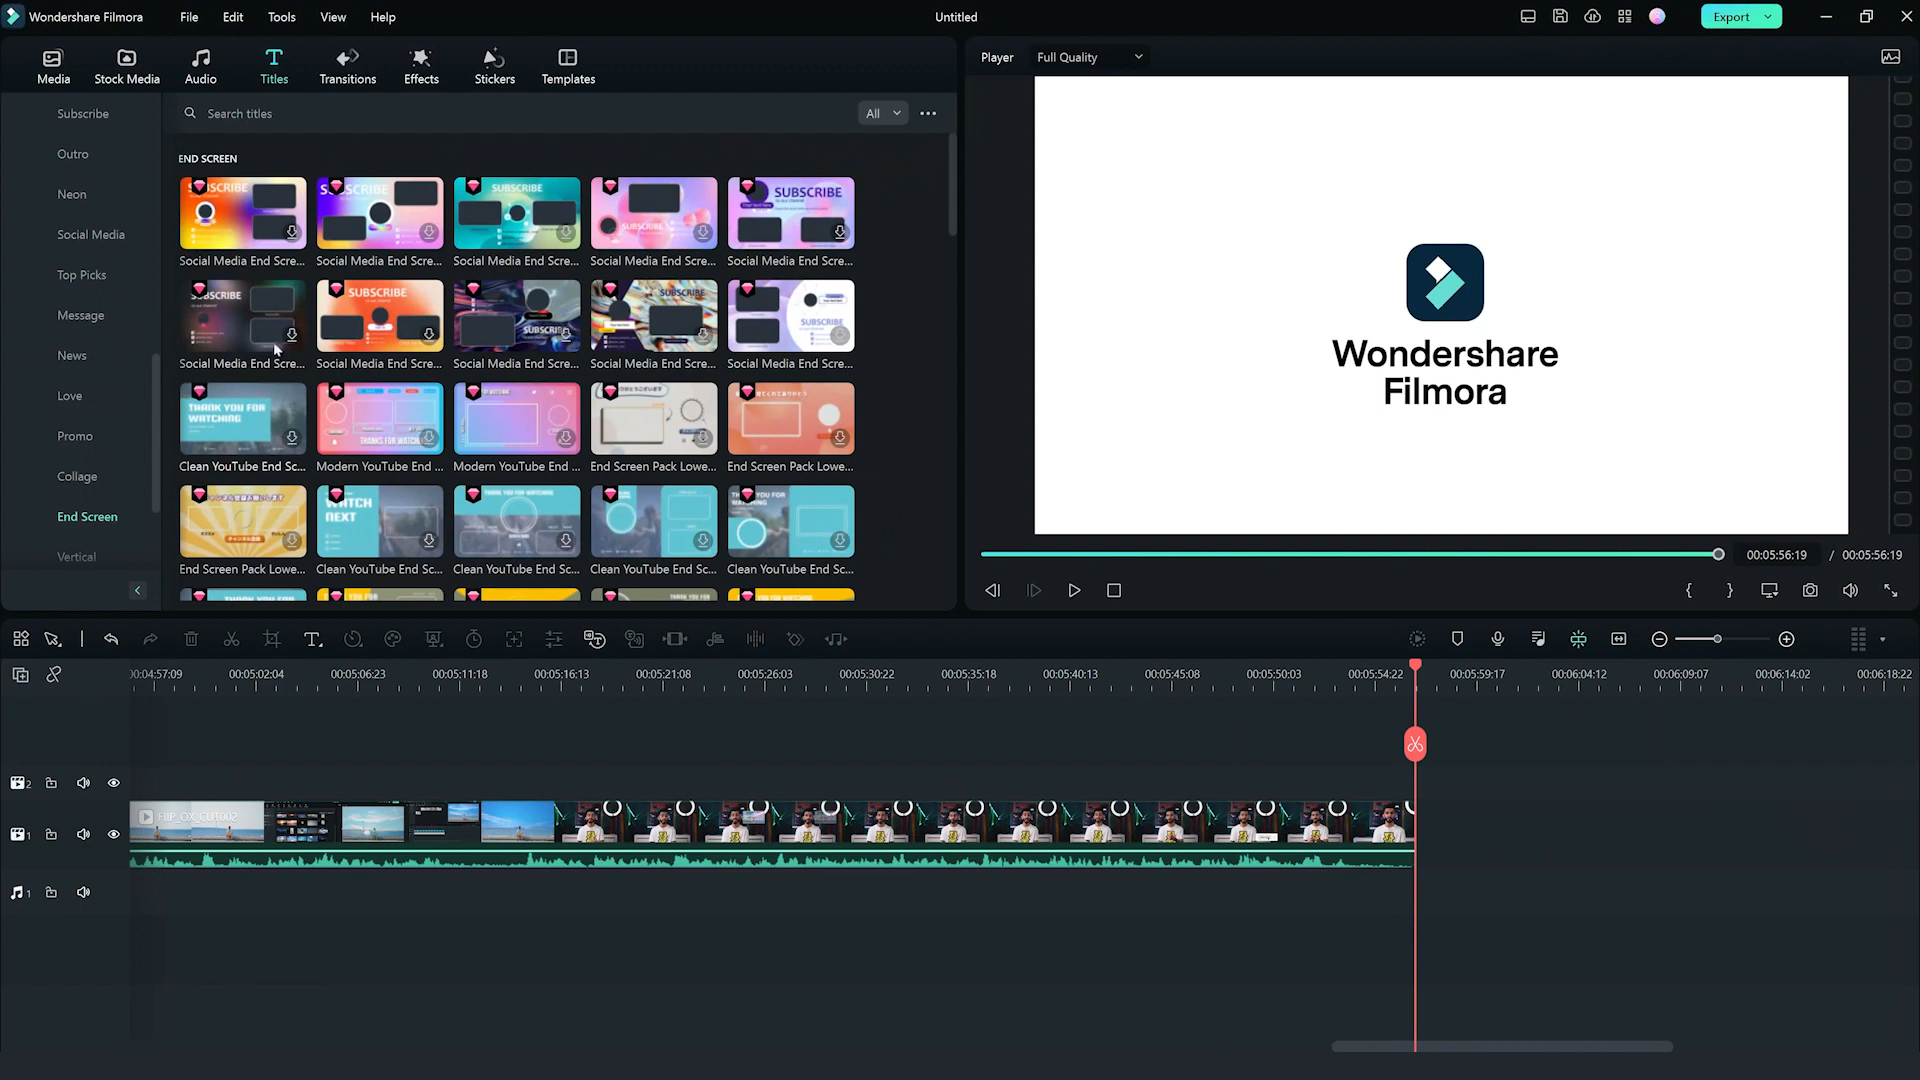 Wondershare Filmora
File
Edit
Tools
View
Help
Untitled
Export
Media
Stock Media
Audio
Titles
Transitions
Effects
Stickers
Templates
Player
Full Quality
Subscribe
Outro
Neon
Social Media
Top Picks
Message
News
Love
Promo
Collage
End Screen
Vertical
Search titles
All
END SCREEN
SUBSCRIBE
SUBSCRIBE
Social Media End Scre...
Social Media End Scre...
Social Media End Scre...
Social Media End Scre...
Social Media End Scre...
SUBSCRIBE
Social Media End Scre...
Social Media End Scre...
Social Media End Scre...
Social Media End Scre...
Social Media End Scre...
THANK YOU FOR
WATCHING
Clean YouTube End Sc...
Modern YouTube End ...
Modern YouTube End ...
End Screen Pack Lowe...
End Screen Pack Lowe...
NEXT
End Screen Pack Lowe...
Clean YouTube End Sc...
Clean YouTube End Sc...
Clean YouTube End Sc...
Clean YouTube End Sc...
Wondershare
Filmora
00:05:56:19 / 00:05:56:19
00:04:57:09
00:05:02:04
00:05:06:23
00:05:11:18
00:05:16:13
00:05:21:08
00:05:26:03
00:05:30:22
00:05:35:18
00:05:40:13
00:05:45:08
00:05:50:03
00:05:54:22
00:05:59:17
00:06:04:12
00:06:09:07
00:06:14:02
00:06:18:22
2
1
1